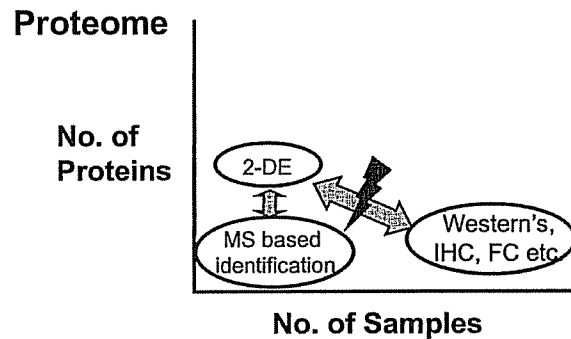 Proteome
No. of
Proteins
2-DE
MS based
identification
Western's,
IHC, FC etc
No. of Samples